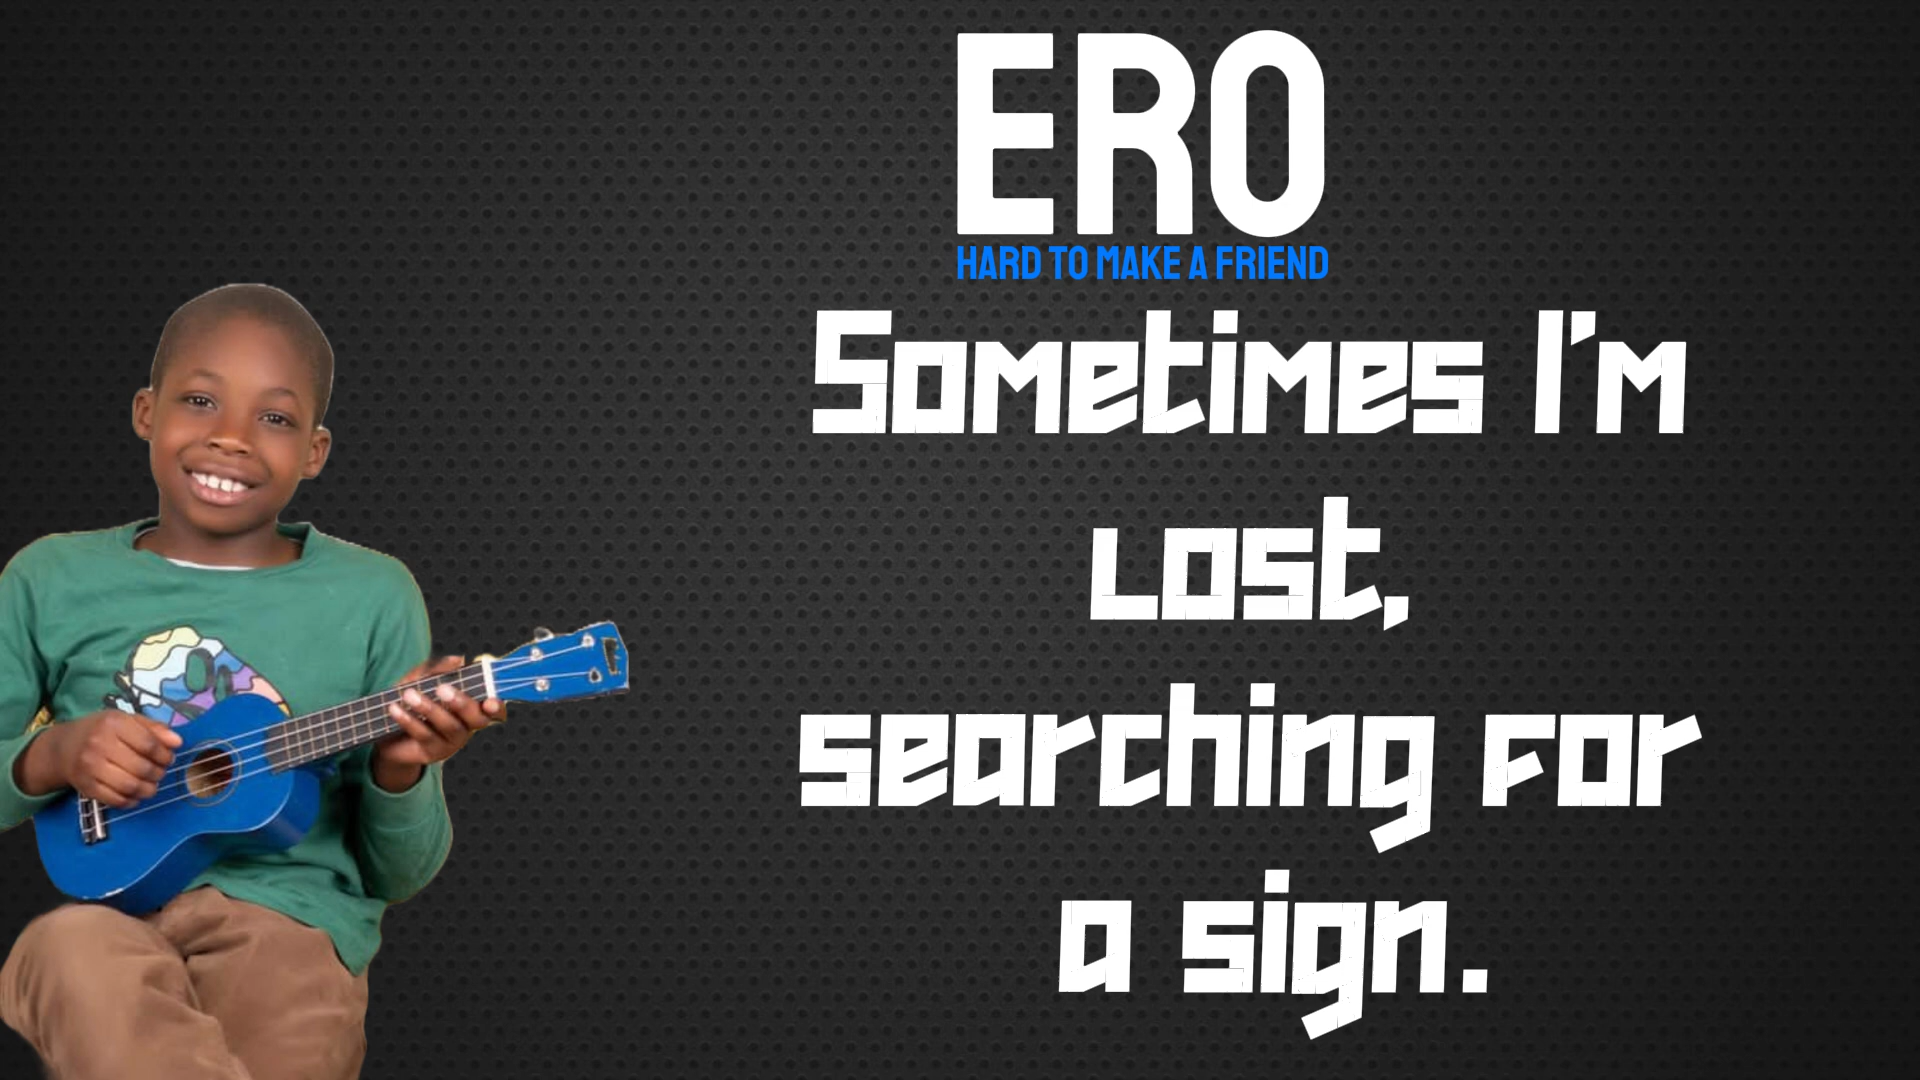 ERO
HARD TO MAKE A FRIEND
Sometimes I'm
lost,
searching for
a sign.